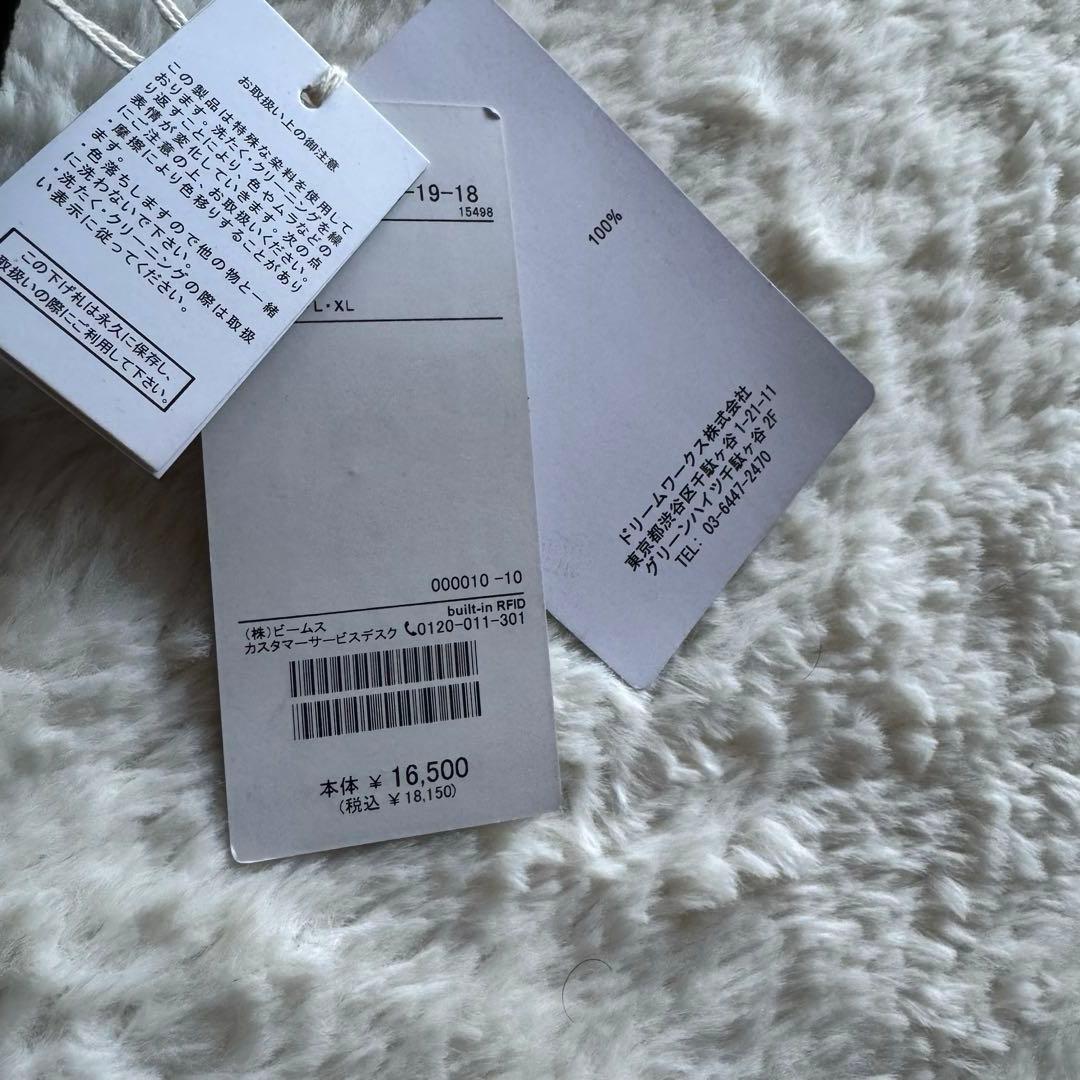 お取扱い上の御注意
この製品は特殊な染料を使用して
おります。洗たく・クリーニングを繰
り返すことにより、色やムラなどの
表情が変化していきます。次の点
にご注意の上、お取扱いください。
・摩擦により色移りすることがあり
ます。
・色落ちしますので他の物と一緒
に洗わないで下さい。
・洗たく・クリーニングの際は取扱
い表示に従ってください。
この下げ札は永久に保存し、
取扱いの際にご利用して下さい。
-19-18
15498
L・XL
000010 -10
built-in RFID
(株)ビームス
カスタマーサービスデスク 0120-011-301
本体 ¥ 16,500
(税込 ¥ 18,150)
100%
ドリームワークス株式会社
東京都渋谷区千駄ヶ谷 1-21-11
グリーンハイツ千駄ヶ谷 2F
TEL: 03-6447-2470